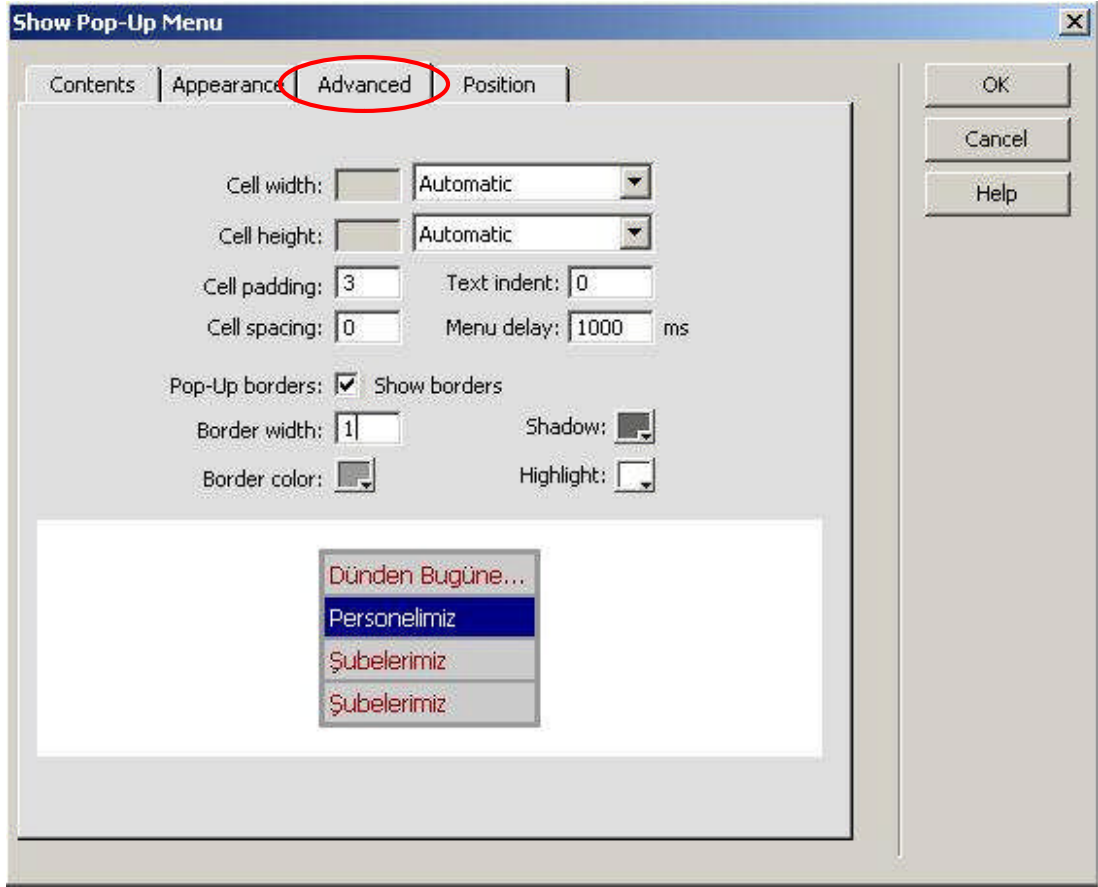 Show Pop-Up Menu
Contents Appearance Advanced Position
OK
Cancel
Help
Cell width: Automatic
Cell height: Automatic
Cell padding: 3 Text indent: 0
Cell spacing: 0 Menu delay: 1000 ms
Pop-Up borders: Show borders
Border width: 1 Shadow:
Border color: Highlight:
Dünden Bugüne...
Personelimiz
Şubelerimiz
Şubelerimiz